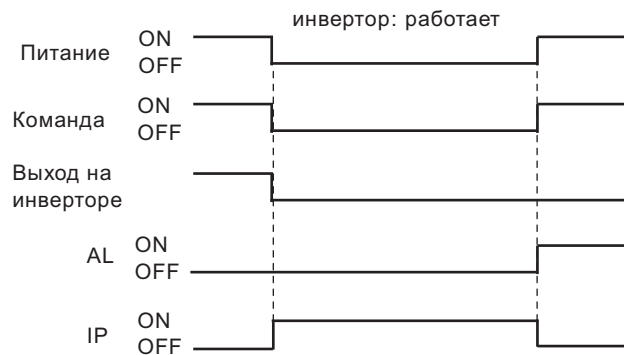 инвертор: работает
Питание
ON
OFF
Команда
ON
OFF
Выход на
инверторе
AL
ON
OFF
IP
ON
OFF